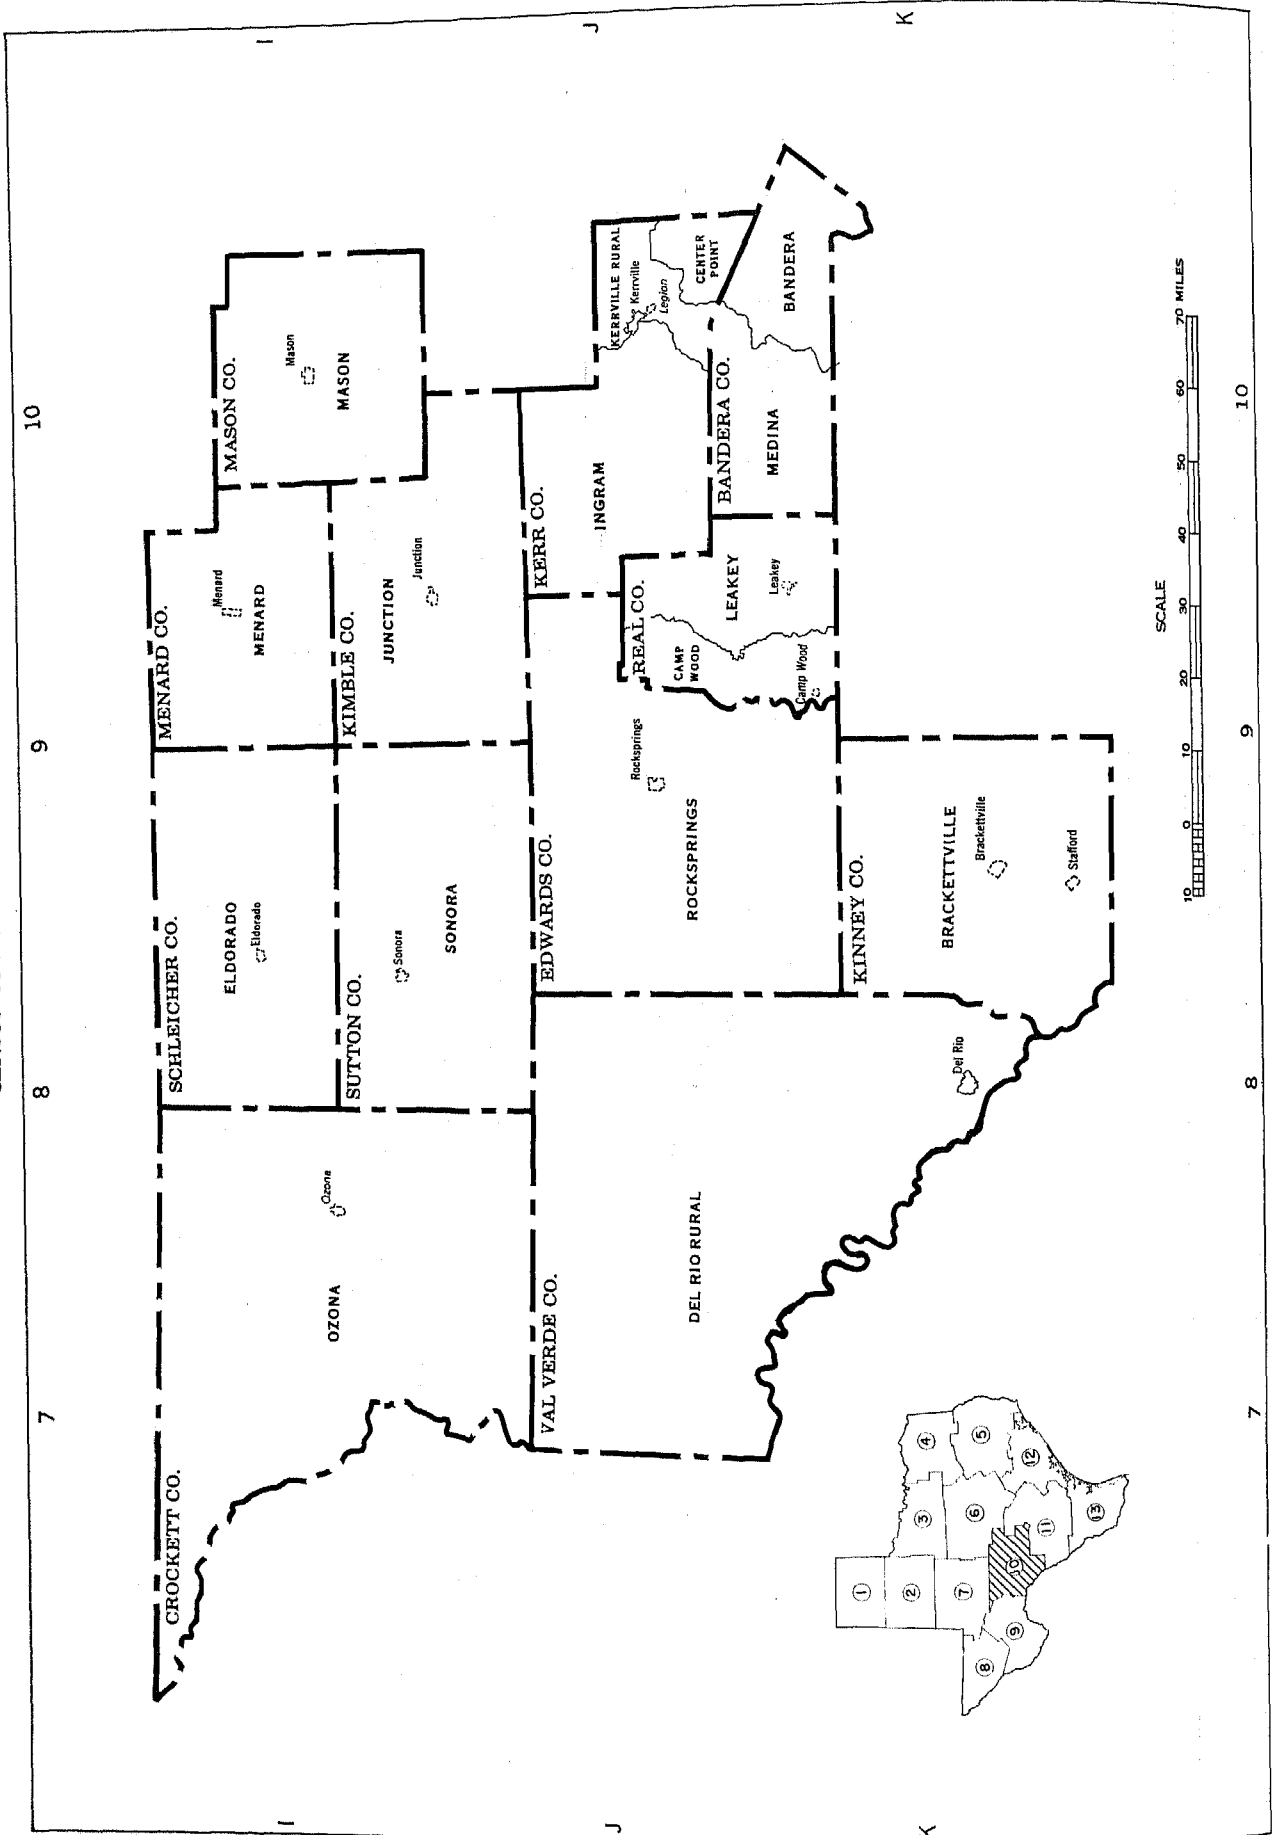 7
8
9
10
I
J
K
I
J
K
7
8
9
10
CROCKETT CO.
OZONA
Ozona
SCHLEICHER CO.
ELDORADO
Eldorado
MENARD CO.
Menard
MENARD
MASON CO.
Mason
MASON
SUTTON CO.
Sonora
SONORA
KIMBLE CO.
JUNCTION
Junction
VAL VERDE CO.
DEL RIO RURAL
Del Rio
EDWARDS CO.
Rocksprings
ROCKSPRINGS
KERR CO.
INGRAM
KERRVILLE RURAL
Kerrville
Legion
CENTER
POINT
REAL CO.
CAMP
WOOD
Camp Wood
LEAKEY
Leakey
BANDERA CO.
MEDINA
BANDERA
KINNEY CO.
BRACKETTVILLE
Brackettville
Stafford
1
2
3
4
5
6
7
8
9
10
11
12
13
SCALE
10 0 10 20 30 40 50 60 70 MILES